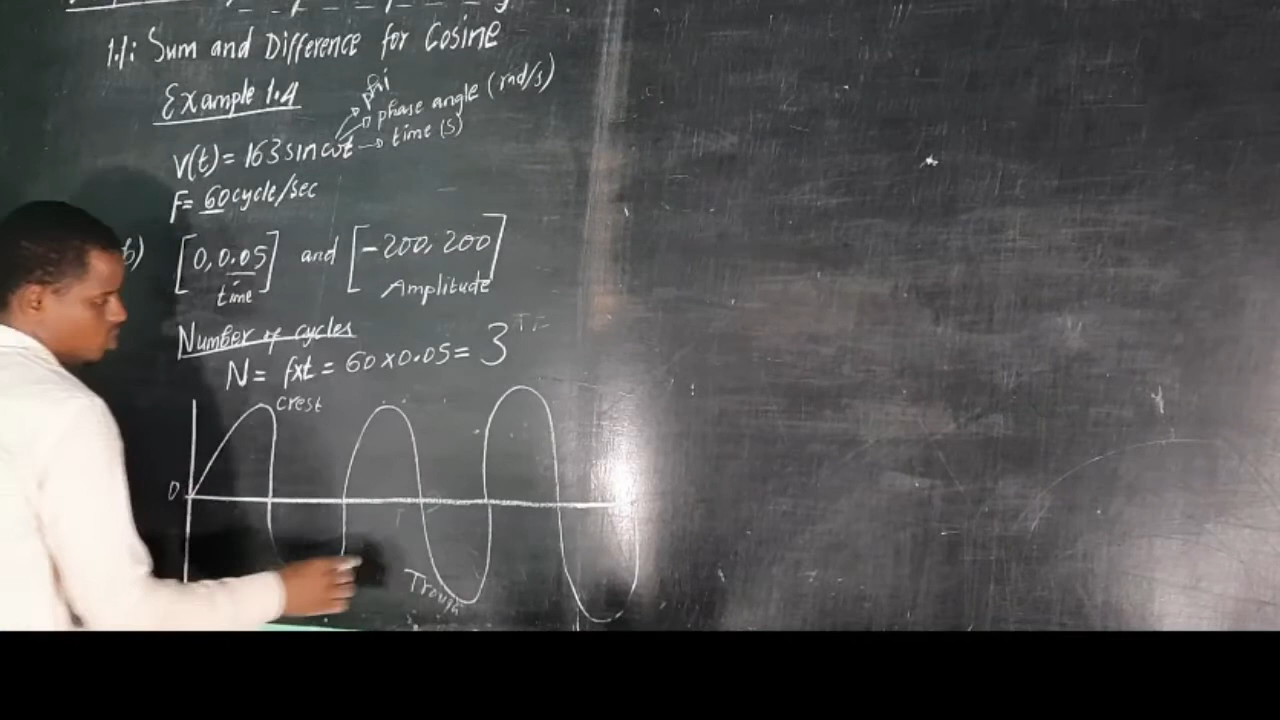 1.1: Sum and Difference for Cosine
Example 1.4
phi
phase angle (rad/s)
V(t) = 163 sin ωt → time (s)
F = 60 cycle/sec
b) [0, 0.05] and [-200, 200]
time Amplitude
Number of cycles
N = fxt = 60 x 0.05 = 3
crest
0
Trough